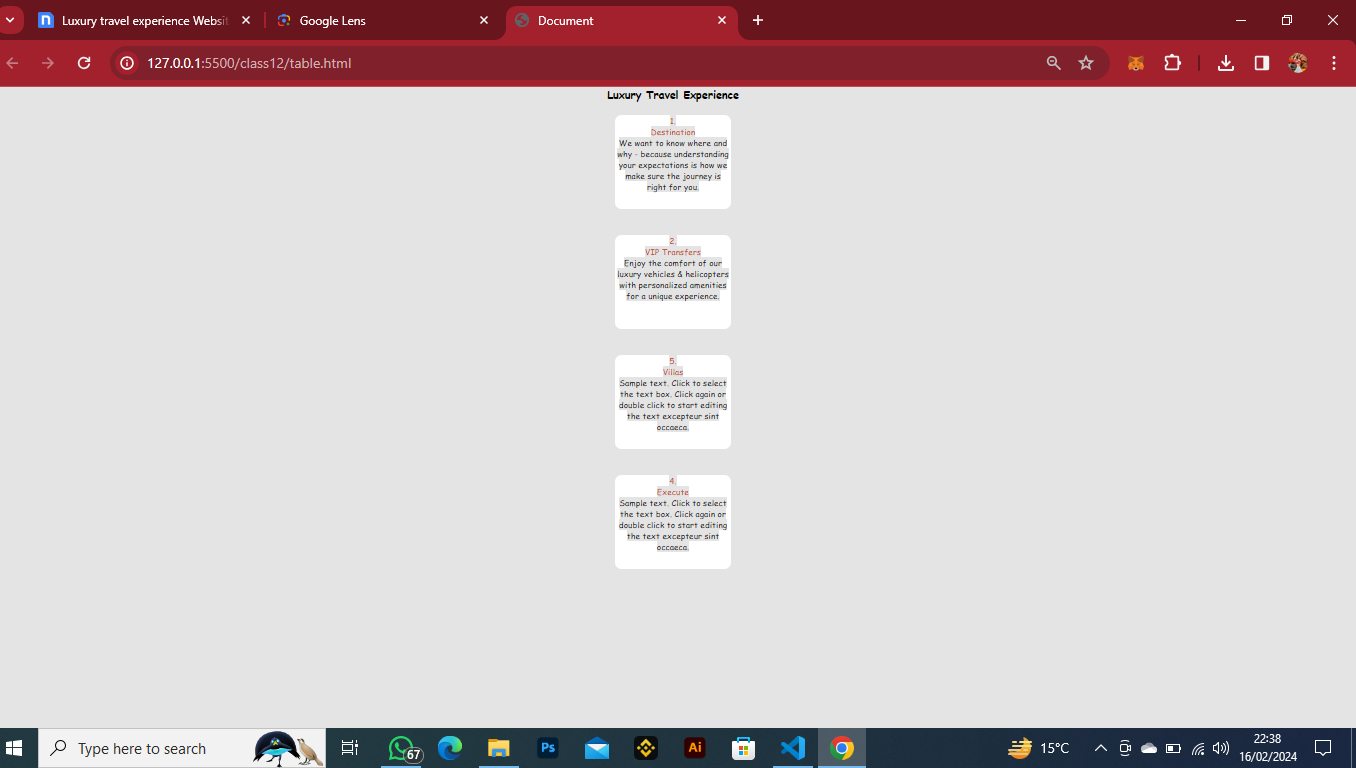 Luxury travel experience Websit
Google Lens
Document
127.0.0.1:5500/class12/table.html
Luxury Travel Experience
1.
Destination
We want to know where and
why - because understanding
your expectations is how we
make sure the journey is
right for you.
2.
VIP Transfers
Enjoy the comfort of our
luxury vehicles & helicopters
with personalized amenities
for a unique experience.
5.
Villas
Sample text. Click to select
the text box. Click again or
double click to start editing
the text excepteur sint
occaeca.
4.
Execute
Sample text. Click to select
the text box. Click again or
double click to start editing
the text excepteur sint
occaeca.
Type here to search
67
Ps
Ai
15°C
22:38
16/02/2024